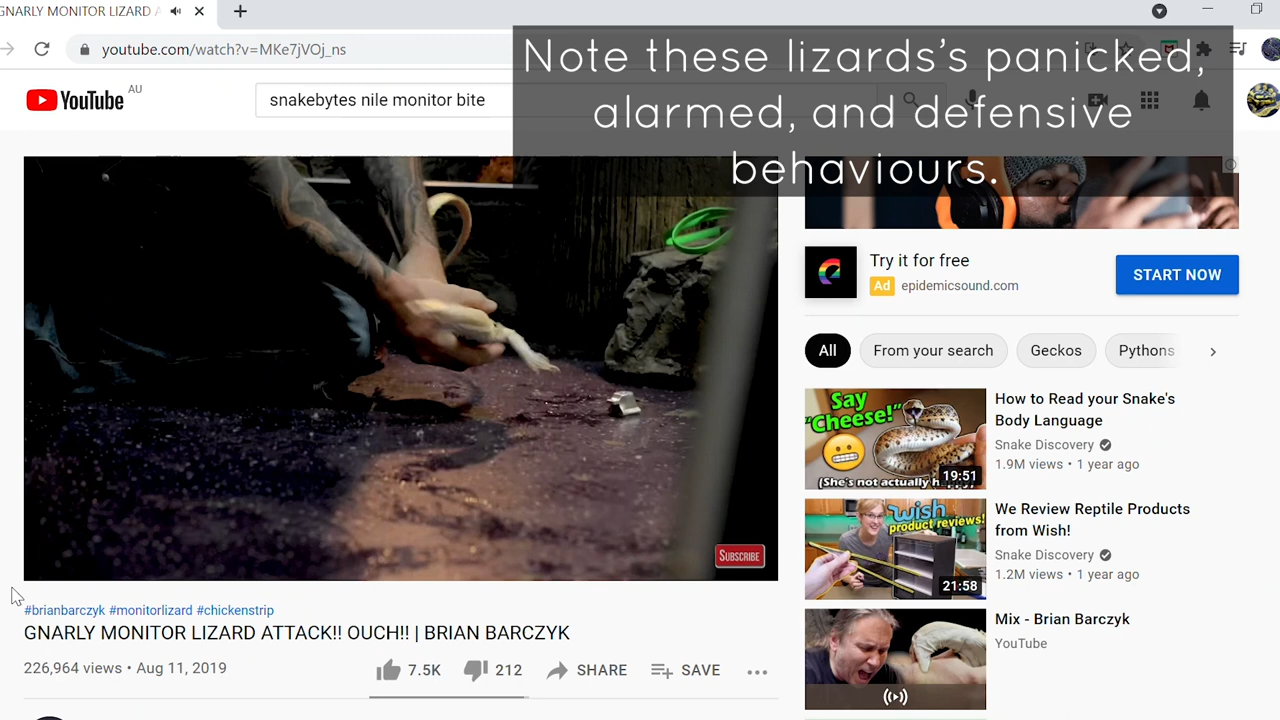 GNARLY MONITOR LIZARD A
youtube.com/watch?v=MKe7jVOj_ns
Note these lizards's panicked,
alarmed, and defensive
behaviours.
YouTube AU
snakebytes nile monitor bite
Try it for free
Ad epidemicsound.com
START NOW
All
From your search
Geckos
Pythons
Say
"Cheese!"
(She's not actually
19:51
How to Read your Snake's
Body Language
Snake Discovery
1.9M views • 1 year ago
wish
product reviews!
21:58
We Review Reptile Products
from Wish!
Snake Discovery
1.2M views • 1 year ago
Mix - Brian Barczyk
YouTube
SUBSCRIBE
#brianbarczyk #monitorlizard #chickenstrip
GNARLY MONITOR LIZARD ATTACK!! OUCH!! | BRIAN BARCZYK
226,964 views • Aug 11, 2019
7.5K
212
SHARE
SAVE